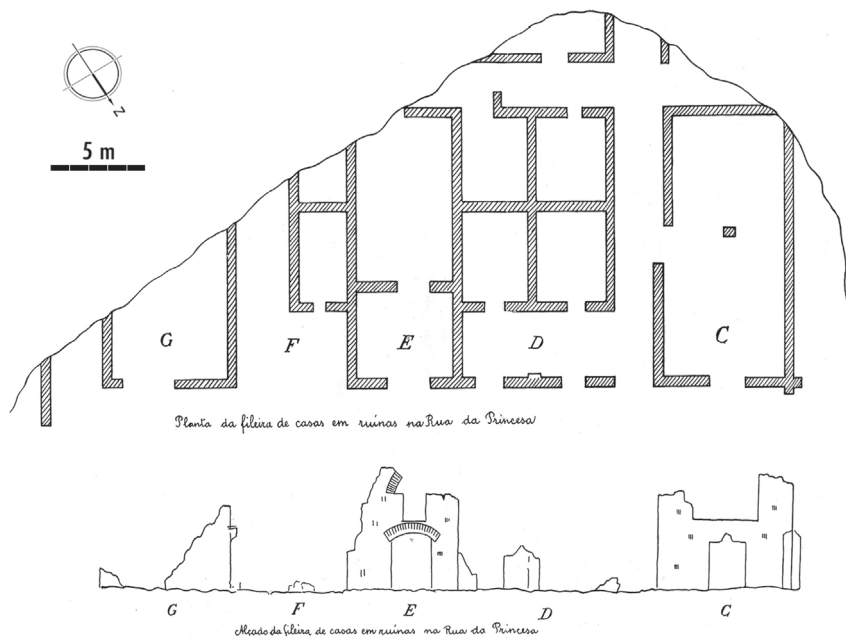 N
5 m
G F E D C
Planta da fileira de casas em ruínas na Rua da Princesa
G F E D C
Alçado da fileira de casas em ruínas na Rua da Princesa